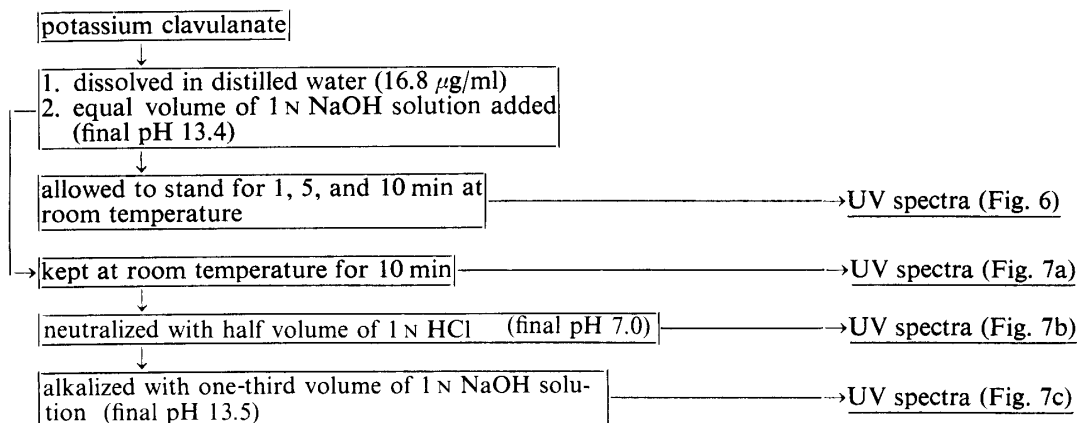 potassium clavulanate
1. dissolved in distilled water (16.8 μg/ml)
2. equal volume of 1 N NaOH solution added
(final pH 13.4)
allowed to stand for 1, 5, and 10 min at
room temperature
UV spectra (Fig. 6)
kept at room temperature for 10 min
UV spectra (Fig. 7a)
neutralized with half volume of 1 N HCl (final pH 7.0)
UV spectra (Fig. 7b)
alkalized with one-third volume of 1 N NaOH solu-
tion (final pH 13.5)
UV spectra (Fig. 7c)